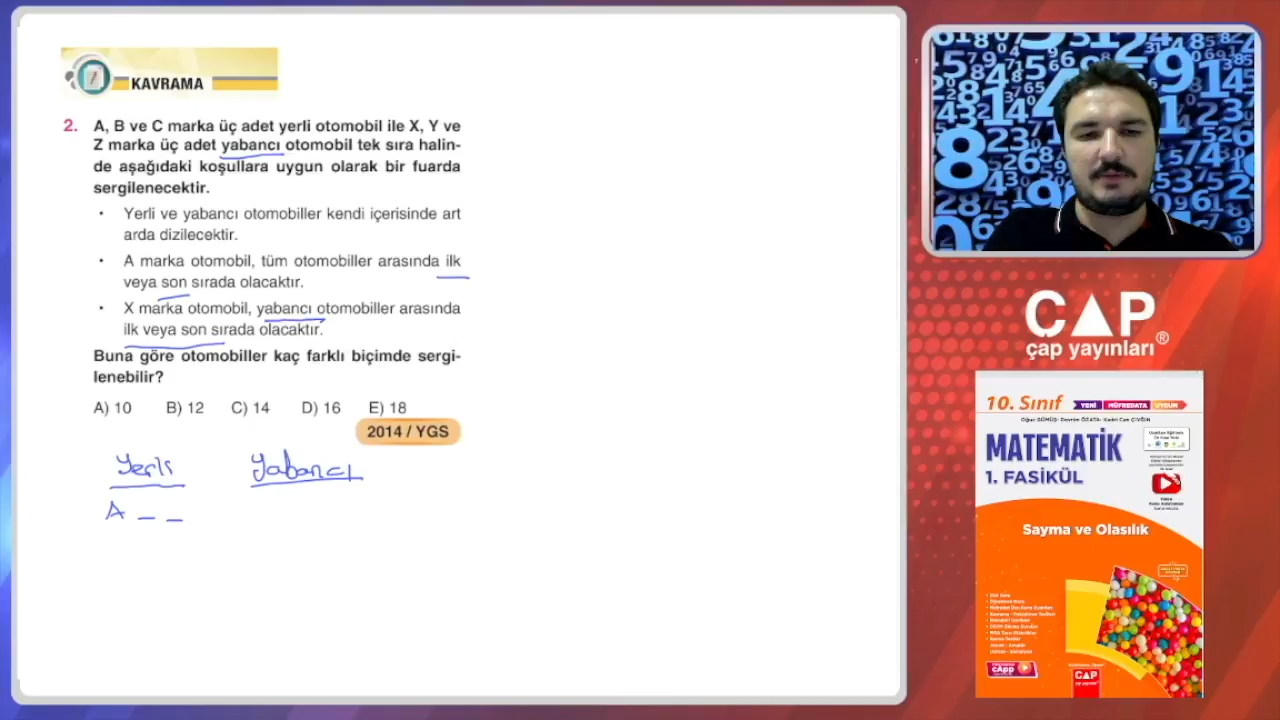 KAVRAMA
2. A, B ve C marka üç adet yerli otomobil ile X, Y ve
Z marka üç adet yabancı otomobil tek sıra halin-
de aşağıdaki koşullara uygun olarak bir fuarda
sergilenecektir.
• Yerli ve yabancı otomobiller kendi içerisinde art
arda dizilecektir.
• A marka otomobil, tüm otomobiller arasında ilk
veya son sırada olacaktır.
• X marka otomobil, yabancı otomobiller arasında
ilk veya son sırada olacaktır.
Buna göre otomobiller kaç farklı biçimde sergi-
lenebilir?
A) 10 B) 12 C) 14 D) 16 E) 18
2014 / YGS
Yerli Yabancı
A _ _
ÇAP
çap yayınları®
10. Sınıf YENİ MÜFREDATA UYGUN
MATEMATİK
1. FASİKÜL
Sayma ve Olasılık
ÇAP